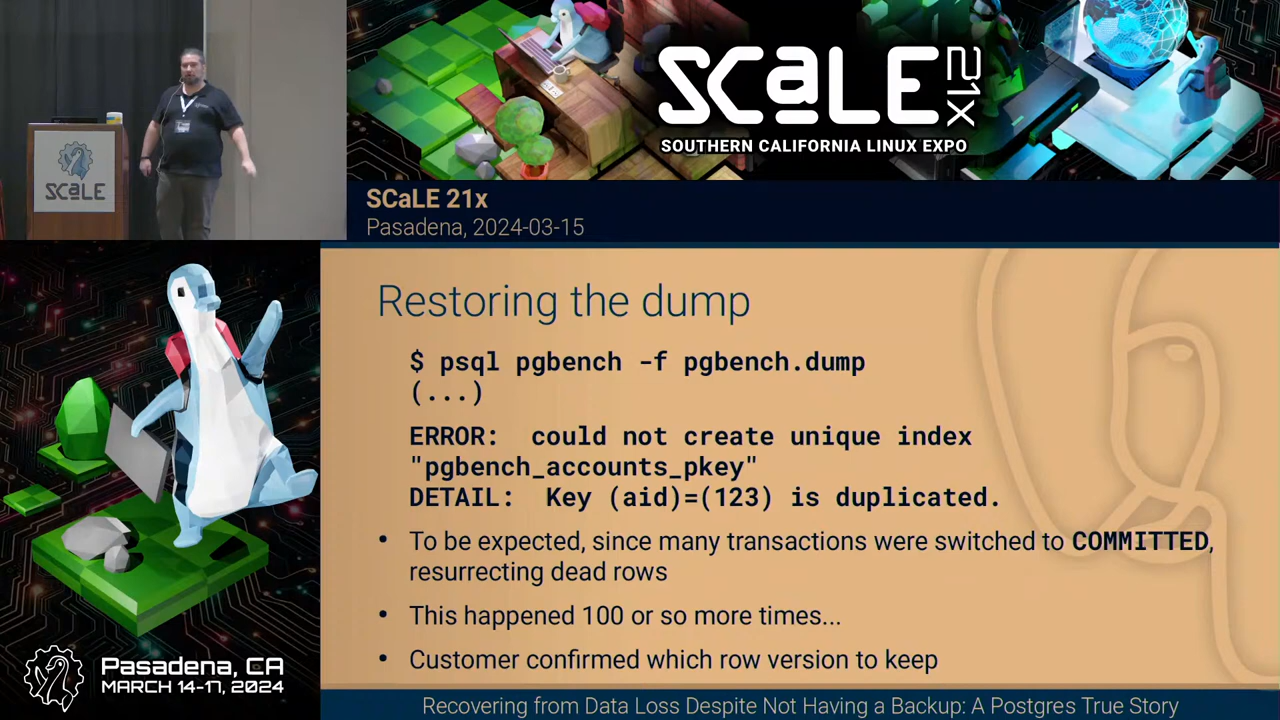 SCaLE
SCaLE 21X
SOUTHERN CALIFORNIA LINUX EXPO
SCaLE 21x
Pasadena, 2024-03-15
Restoring the dump
$ psql pgbench -f pgbench.dump
(...)
ERROR:  could not create unique index
"pgbench_accounts_pkey"
DETAIL:  Key (aid)=(123) is duplicated.
• To be expected, since many transactions were switched to COMMITTED,
resurrecting dead rows
• This happened 100 or so more times...
• Customer confirmed which row version to keep
Pasadena, CA
MARCH 14-17, 2024
Recovering from Data Loss Despite Not Having a Backup: A Postgres True Story